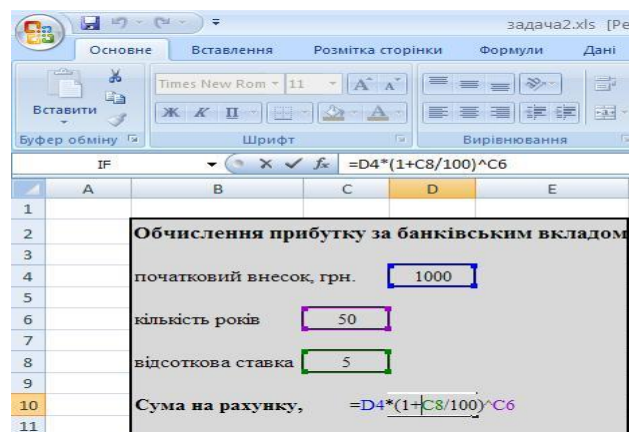 задача2.xls [Ре
Основне Вставлення Розмітка сторінки Формули Дані
Times New Rom 11 A A
Вставити
Ж К П A
Буфер обміну Шрифт Вирівнювання
IF fx =D4*(1+C8/100)^C6
A B C D E
1
2 Обчислення прибутку за банківським вкладом
3
4 початковий внесок, грн. 1000
5
6 кількість років 50
7
8 відсоткова ставка 5
9
10 Сума на рахунку, =D4*(1+C8/100)^C6
11